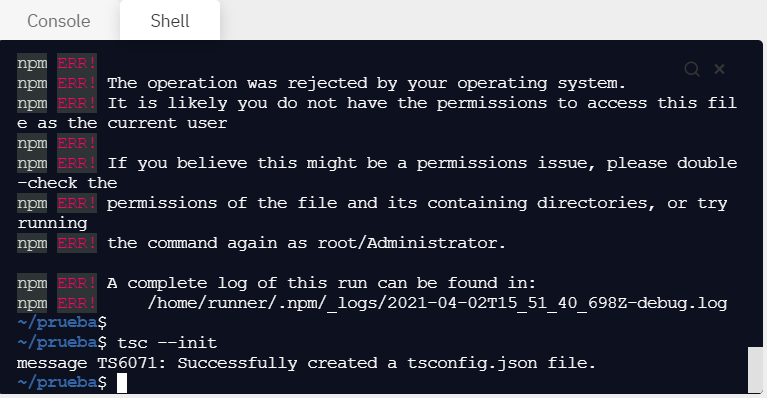 Console Shell
npm ERR!
npm ERR! The operation was rejected by your operating system.
npm ERR! It is likely you do not have the permissions to access this fil
e as the current user
npm ERR!
npm ERR! If you believe this might be a permissions issue, please double
-check the
npm ERR! permissions of the file and its containing directories, or try
running
npm ERR! the command again as root/Administrator.
npm ERR! A complete log of this run can be found in:
npm ERR!     /home/runner/.npm/_logs/2021-04-02T15_51_40_698Z-debug.log
~/prueba$
~/prueba$ tsc --init
message TS6071: Successfully created a tsconfig.json file.
~/prueba$